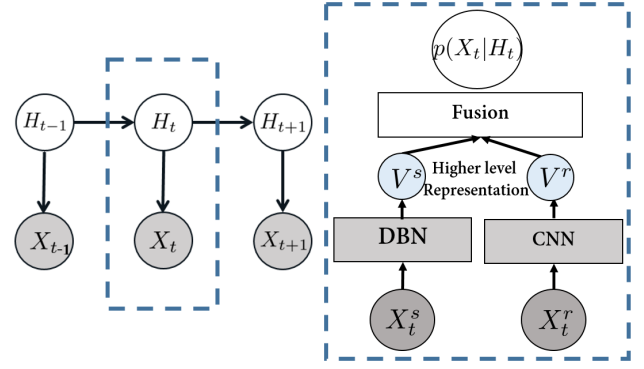 H_{t-1}
H_t
H_{t+1}
X_{t-1}
X_t
X_{t+1}
p(X_t|H_t)
Fusion
V^s
Higher level
Representation
V^r
DBN
CNN
X_t^s
X_t^r